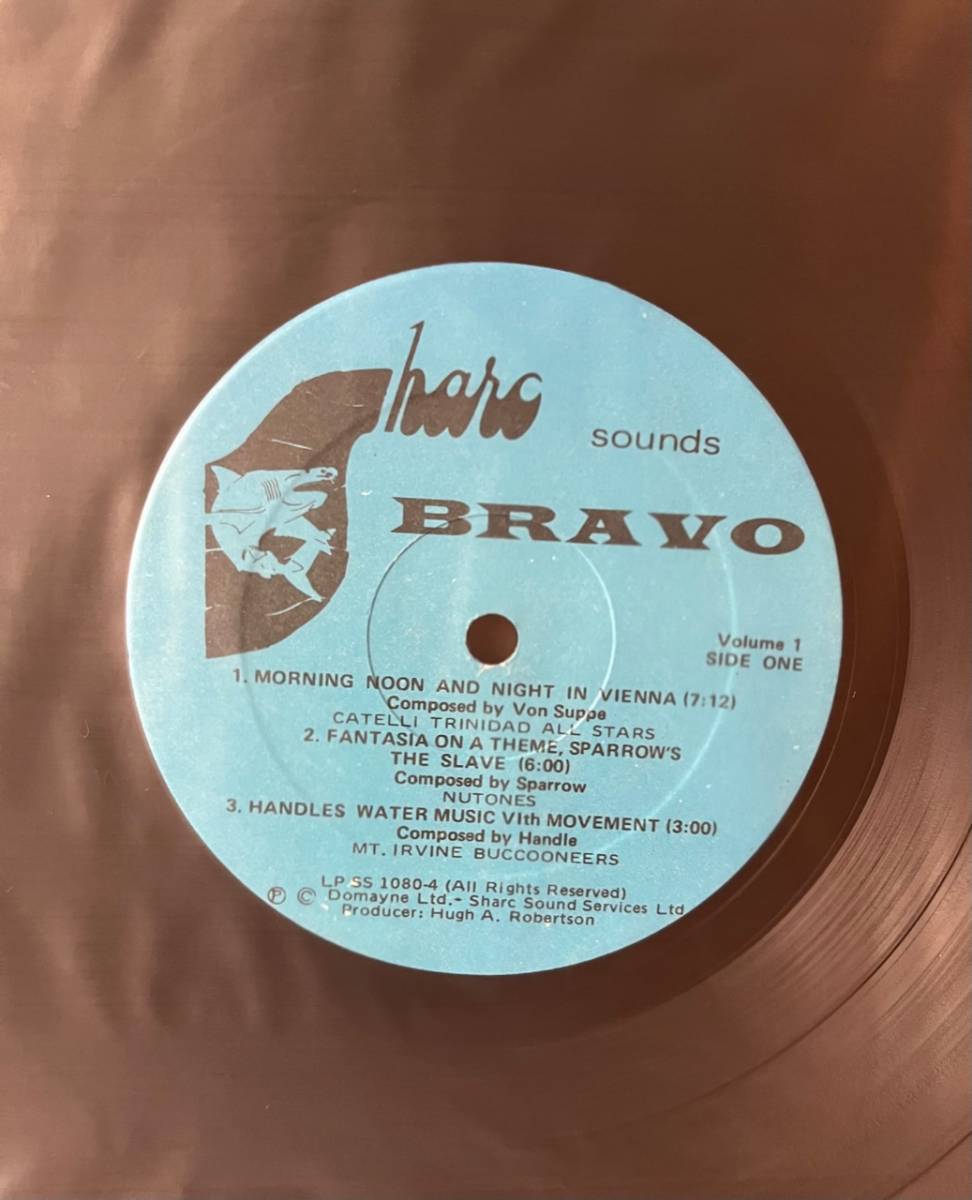 Sharc
sounds
BRAVO
Volume 1
SIDE ONE
1. MORNING NOON AND NIGHT IN VIENNA (7:12)
Composed by Von Suppe
CATELLI TRINIDAD ALL STARS
2. FANTASIA ON A THEME, SPARROW'S
THE SLAVE (6:00)
Composed by Sparrow
NUTONES
3. HANDLES WATER MUSIC VIth MOVEMENT (3:00)
Composed by Handle
MT. IRVINE BUCCOONEERS
LP SS 1080-4 (All Rights Reserved)
Ⓟ © Domayne Ltd.- Sharc Sound Services Ltd
Producer: Hugh A. Robertson